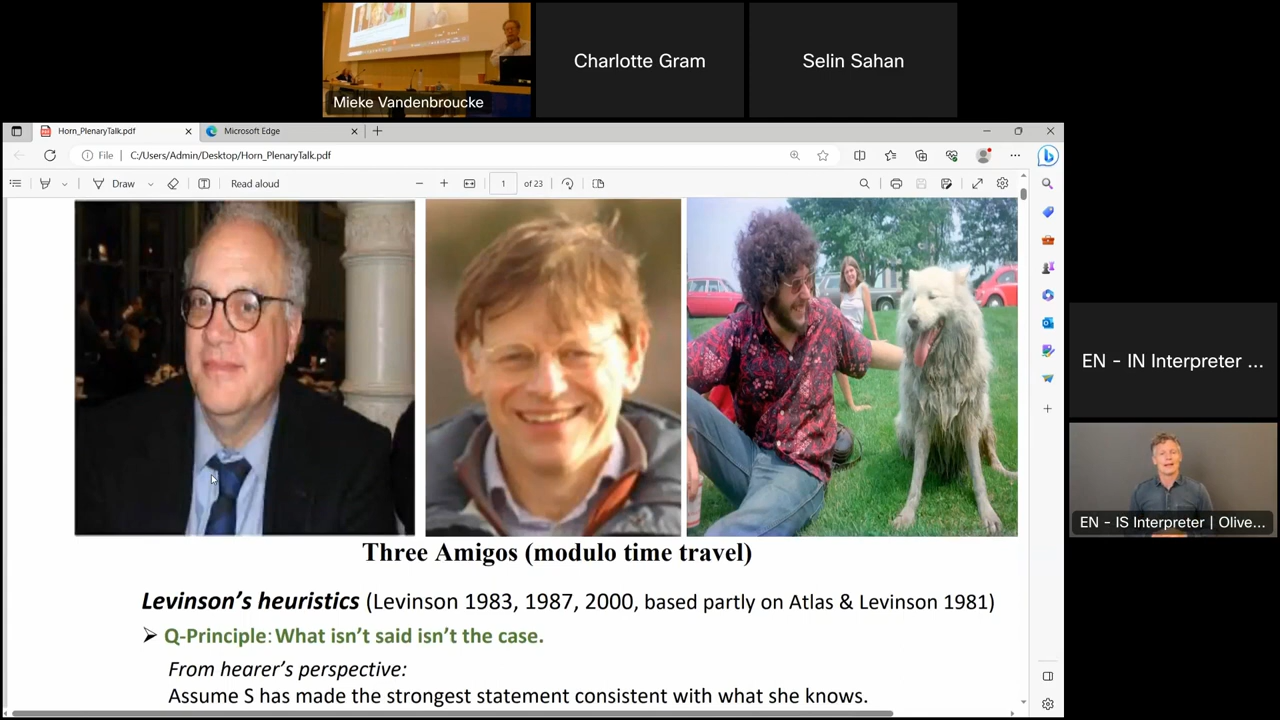 Mieke Vandenbroucke
Charlotte Gram
Selin Sahan
Horn_PlenaryTalk.pdf
Microsoft Edge
File
C:/Users/Admin/Desktop/Horn_PlenaryTalk.pdf
Draw
Read aloud
1
of 23
Three Amigos (modulo time travel)
Levinson's heuristics (Levinson 1983, 1987, 2000, based partly on Atlas & Levinson 1981)
➢ Q-Principle: What isn't said isn't the case.
From hearer's perspective:
Assume S has made the strongest statement consistent with what she knows.
EN - IN Interpreter ...
EN - IS Interpreter | Olive...